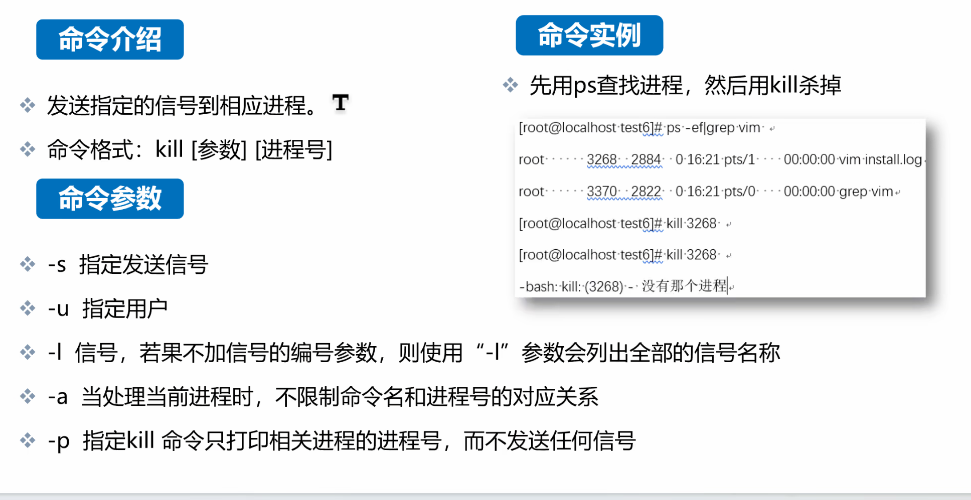 命令介绍
发送指定的信号到相应进程。
命令格式：kill [参数] [进程号]
命令参数
-s 指定发送信号
-u 指定用户
-l 信号，若果不加信号的编号参数，则使用“-l”参数会列出全部的信号名称
-a 当处理当前进程时，不限制命令名和进程号的对应关系
-p 指定kill 命令只打印相关进程的进程号，而不发送任何信号
命令实例
先用ps查找进程，然后用kill杀掉
[root@localhost test6]# ps -ef|grep vim
root 3268 2884 0 16:21 pts/1 00:00:00 vim install.log
root 3370 2822 0 16:21 pts/0 00:00:00 grep vim
[root@localhost test6]# kill 3268
[root@localhost test6]# kill 3268
-bash: kill: (3268) - 没有那个进程